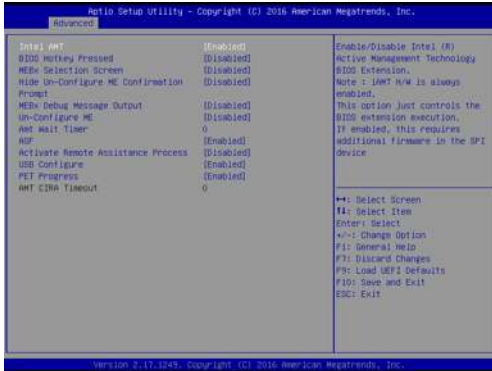 Aptio Setup Utility – Copyright (C) 2016 American Megatrends, Inc.
Advanced
Intel AMT [Enabled]
BIOS Hotkey Pressed [Disabled]
MEBx Selection Screen [Disabled]
Hide Un-Configure ME Confirmation [Disabled]
Prompt
MEBx Debug Message Output [Disabled]
Un-Configure ME [Disabled]
Amt Wait Timer 0
ASF [Enabled]
Activate Remote Assistance Process [Disabled]
USB Configure [Enabled]
PET Progress [Enabled]
AMT CIRA Timeout 0
Enable/Disable Intel (R)
Active Management Technology
BIOS Extension.
Note : iAMT H/W is always
enabled.
This option just controls the
BIOS extension execution.
If enabled, this requires
additional firmware in the SPI
device
→←: Select Screen
↑↓: Select Item
Enter: Select
+/-: Change Option
F1: General Help
F7: Discard Changes
F9: Load UEFI Defaults
F10: Save and Exit
ESC: Exit
Version 2.17.1249. Copyright (C) 2016 American Megatrends, Inc.